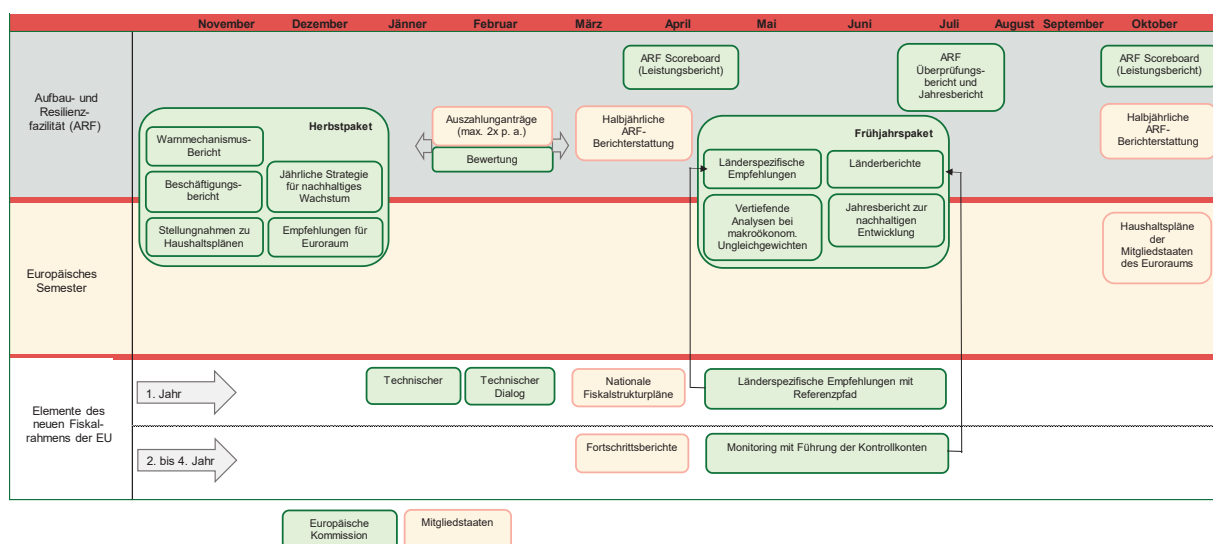 November Dezember Jänner Februar März April Mai Juni Juli August September Oktober
Aufbau- und
Resilienz-
fazilität (ARF)
ARF Scoreboard
(Leistungsbericht)
ARF
Überprüfungs-
bericht und
Jahresbericht
ARF Scoreboard
(Leistungsbericht)
Herbstpaket
Warnmechanismus-
Bericht
Beschäftigungs-
bericht
Jährliche Strategie
für nachhaltiges
Wachstum
Stellungnahmen zu
Haushaltsplänen
Empfehlungen für
Euroraum
Auszahlunganträge
(max. 2x p. a.)
Bewertung
Halbjährliche
ARF-
Berichterstattung
Frühjahrspaket
Länderspezifische
Empfehlungen
Länderberichte
Vertiefende
Analysen bei
makroökonom.
Ungleichgewichten
Jahresbericht zur
nachhaltigen
Entwicklung
Halbjährliche
ARF-
Berichterstattung
Europäisches
Semester
Haushaltspläne
der
Mitgliedstaaten
des Euroraums
Elemente des
neuen Fiskal-
rahmens der EU
1. Jahr
Technischer
Technischer
Dialog
Nationale
Fiskalstrukturpläne
Länderspezifische Empfehlungen mit
Referenzpfad
2. bis 4. Jahr
Fortschrittsberichte
Monitoring mit Führung der Kontrollkonten
Europäische
Kommission
Mitgliedstaaten